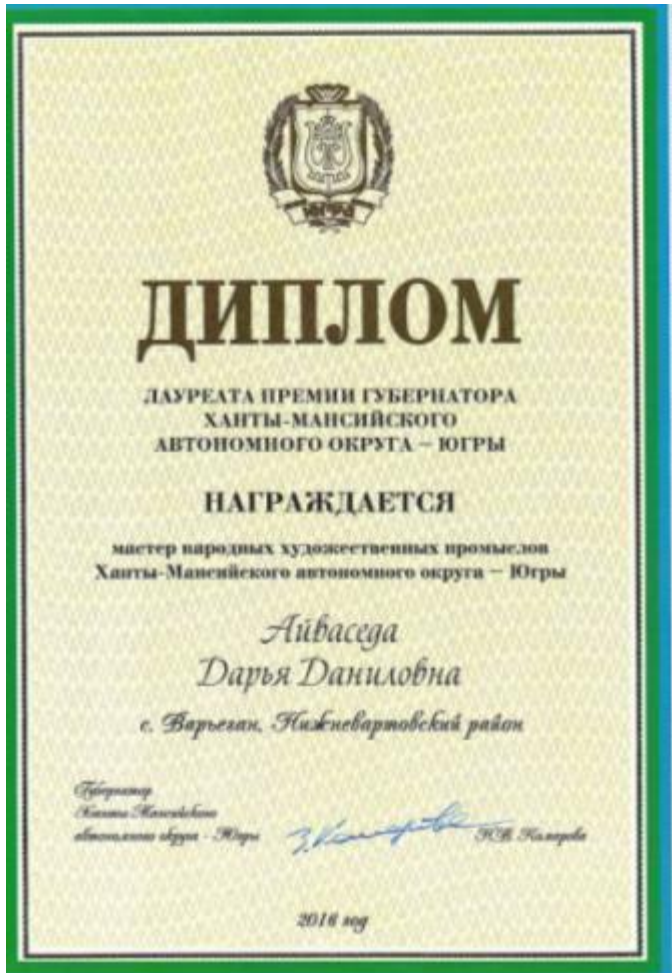 ЮГРА
ДИПЛОМ
ЛАУРЕАТА ПРЕМИИ ГУБЕРНАТОРА
ХАНТЫ-МАНСИЙСКОГО
АВТОНОМНОГО ОКРУГА – ЮГРЫ
НАГРАЖДАЕТСЯ
мастер народных художественных промыслов
Ханты-Мансийского автономного округа – Югры
Айваседа
Дарья Даниловна
с. Варьеган, Нижневартовский район
Губернатор
Ханты-Мансийского
автономного округа - Югры
Н.В. Комарова
2016 год